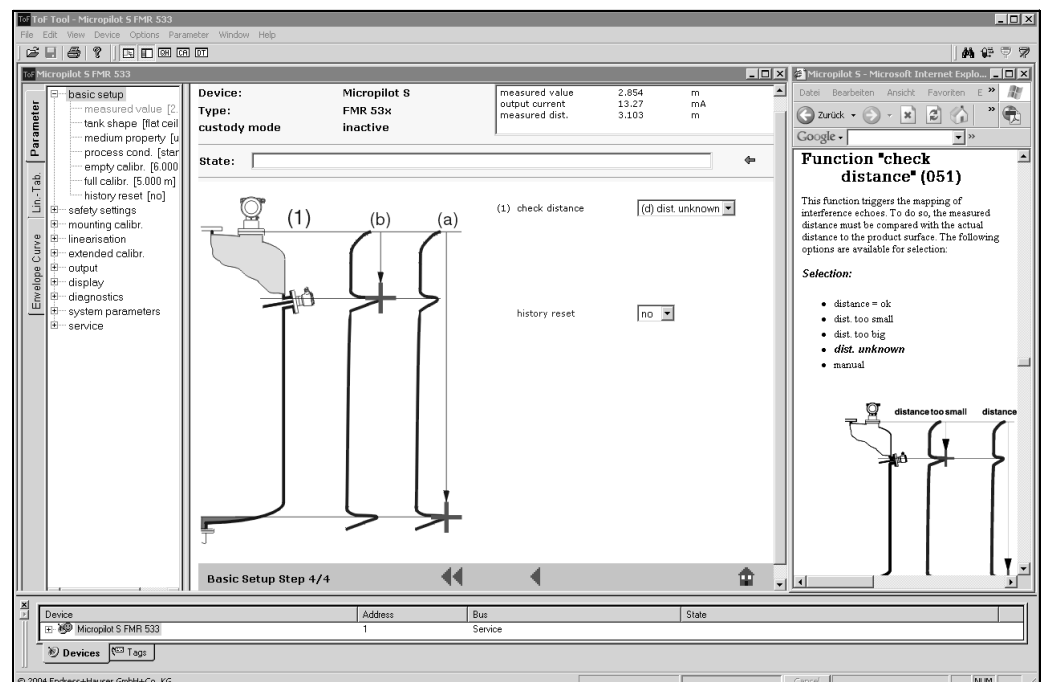 ToF Tool - Micropilot S FMR 533
File Edit View Device Options Parameter Window Help
DH CA DT
Micropilot S FMR 533
Parameter
Lin.-Tab.
Envelope Curve
basic setup
measured value [2.
tank shape [flat ceil
medium property [u
process cond. [star
empty calibr. [6.000
full calibr. [5.000 m]
history reset [no]
safety settings
mounting calibr.
linearisation
extended calibr.
output
display
diagnostics
system parameters
service
Device: Micropilot S
Type: FMR 53x
custody mode inactive
measured value 2.854 m
output current 13.27 mA
measured dist. 3.103 m
State:
(1) (b) (a)
(1) check distance (d) dist. unknown
history reset no
Basic Setup Step 4/4
Micropilot S - Microsoft Internet Explo...
Datei Bearbeiten Ansicht Favoriten E »
Zurück »
Google »
Function "check
distance" (051)
This function triggers the mapping of
interference echoes. To do so, the measured
distance must be compared with the actual
distance to the product surface. The following
options are available for selection:
Selection:
• distance = ok
• dist. too small
• dist. too big
• dist. unknown
• manual
distance too small distance
Device Address Bus State
Micropilot S FMR 533 1 Service
Devices Tags
© 2004 Endress+Hauser GmbH+Co. KG Cancel NUM